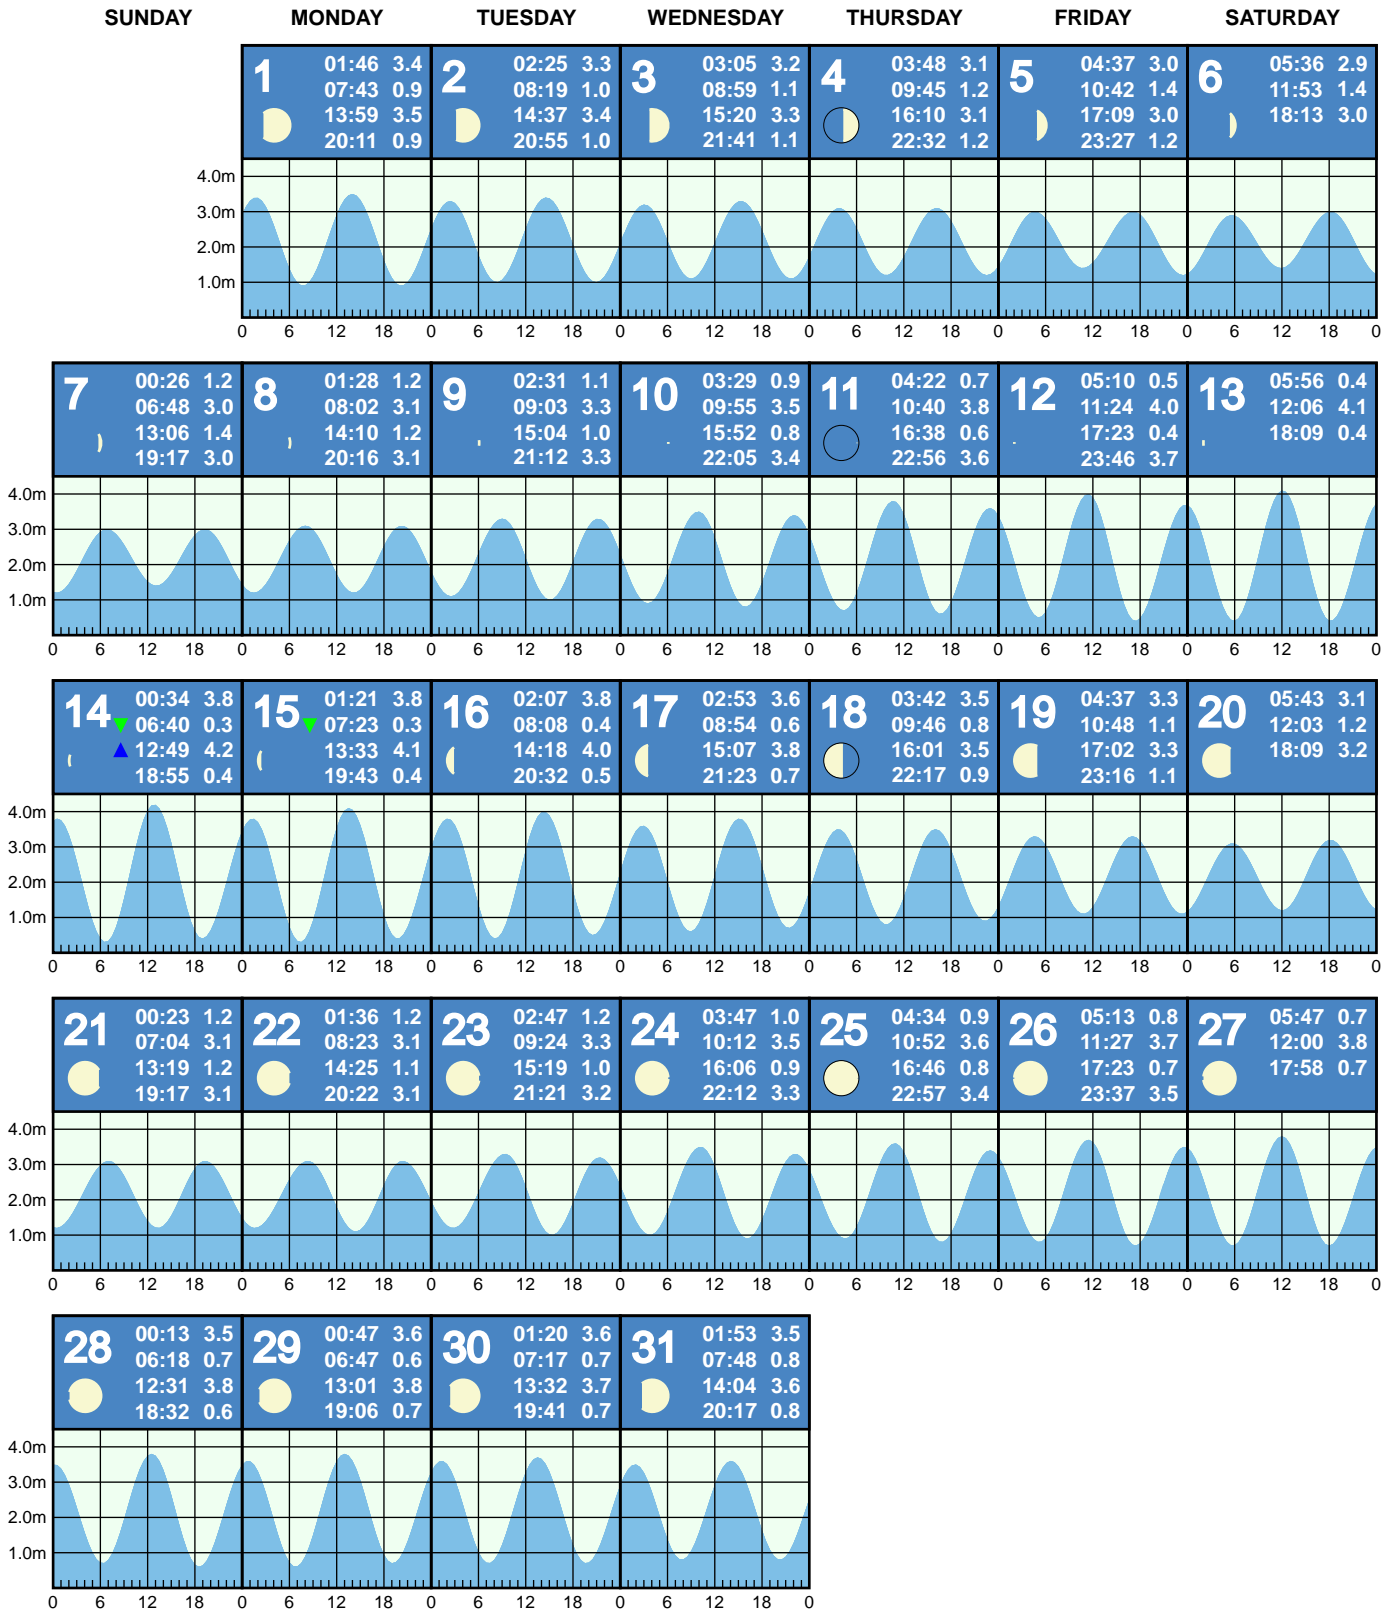 SUNDAY MONDAY TUESDAY WEDNESDAY THURSDAY FRIDAY SATURDAY
1 01:46 3.4
07:43 0.9
13:59 3.5
20:11 0.9
2 02:25 3.3
08:19 1.0
14:37 3.4
20:55 1.0
3 03:05 3.2
08:59 1.1
15:20 3.3
21:41 1.1
4 03:48 3.1
09:45 1.2
16:10 3.1
22:32 1.2
5 04:37 3.0
10:42 1.4
17:09 3.0
23:27 1.2
6 05:36 2.9
11:53 1.4
18:13 3.0
4.0m
3.0m
2.0m
1.0m
0 6 12 18 0 6 12 18 0 6 12 18 0 6 12 18 0 6 12 18 0 6 12 18 0
7 00:26 1.2
06:48 3.0
13:06 1.4
19:17 3.0
8 01:28 1.2
08:02 3.1
14:10 1.2
20:16 3.1
9 02:31 1.1
09:03 3.3
15:04 1.0
21:12 3.3
10 03:29 0.9
09:55 3.5
15:52 0.8
22:05 3.4
11 04:22 0.7
10:40 3.8
16:38 0.6
22:56 3.6
12 05:10 0.5
11:24 4.0
17:23 0.4
23:46 3.7
13 05:56 0.4
12:06 4.1
18:09 0.4
4.0m
3.0m
2.0m
1.0m
0 6 12 18 0 6 12 18 0 6 12 18 0 6 12 18 0 6 12 18 0 6 12 18 0 6 12 18 0
14 00:34 3.8
06:40 0.3
12:49 4.2
18:55 0.4
15 01:21 3.8
07:23 0.3
13:33 4.1
19:43 0.4
16 02:07 3.8
08:08 0.4
14:18 4.0
20:32 0.5
17 02:53 3.6
08:54 0.6
15:07 3.8
21:23 0.7
18 03:42 3.5
09:46 0.8
16:01 3.5
22:17 0.9
19 04:37 3.3
10:48 1.1
17:02 3.3
23:16 1.1
20 05:43 3.1
12:03 1.2
18:09 3.2
4.0m
3.0m
2.0m
1.0m
0 6 12 18 0 6 12 18 0 6 12 18 0 6 12 18 0 6 12 18 0 6 12 18 0 6 12 18 0
21 00:23 1.2
07:04 3.1
13:19 1.2
19:17 3.1
22 01:36 1.2
08:23 3.1
14:25 1.1
20:22 3.1
23 02:47 1.2
09:24 3.3
15:19 1.0
21:21 3.2
24 03:47 1.0
10:12 3.5
16:06 0.9
22:12 3.3
25 04:34 0.9
10:52 3.6
16:46 0.8
22:57 3.4
26 05:13 0.8
11:27 3.7
17:23 0.7
23:37 3.5
27 05:47 0.7
12:00 3.8
17:58 0.7
4.0m
3.0m
2.0m
1.0m
0 6 12 18 0 6 12 18 0 6 12 18 0 6 12 18 0 6 12 18 0 6 12 18 0 6 12 18 0
28 00:13 3.5
06:18 0.7
12:31 3.8
18:32 0.6
29 00:47 3.6
06:47 0.6
13:01 3.8
19:06 0.7
30 01:20 3.6
07:17 0.7
13:32 3.7
19:41 0.7
31 01:53 3.5
07:48 0.8
14:04 3.6
20:17 0.8
4.0m
3.0m
2.0m
1.0m
0 6 12 18 0 6 12 18 0 6 12 18 0 6 12 18 0